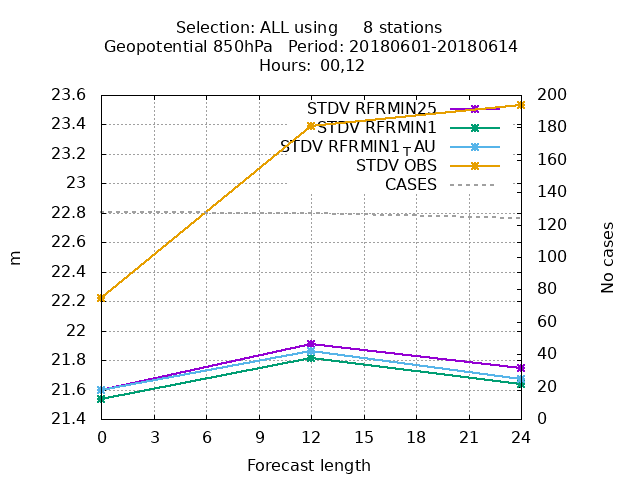 Selection: ALL using     8 stations
Geopotential 850hPa   Period: 20180601-20180614
Hours: 00,12
23.6
23.4
23.2
23
22.8
22.6
22.4
22.2
22
21.8
21.6
21.4
m
STDV RFRMIN25
STDV RFRMIN1
STDV RFRMIN1TAU
STDV OBS
CASES
200
180
160
140
120
100
80
60
40
20
0
No cases
0 3 6 9 12 15 18 21 24
Forecast length